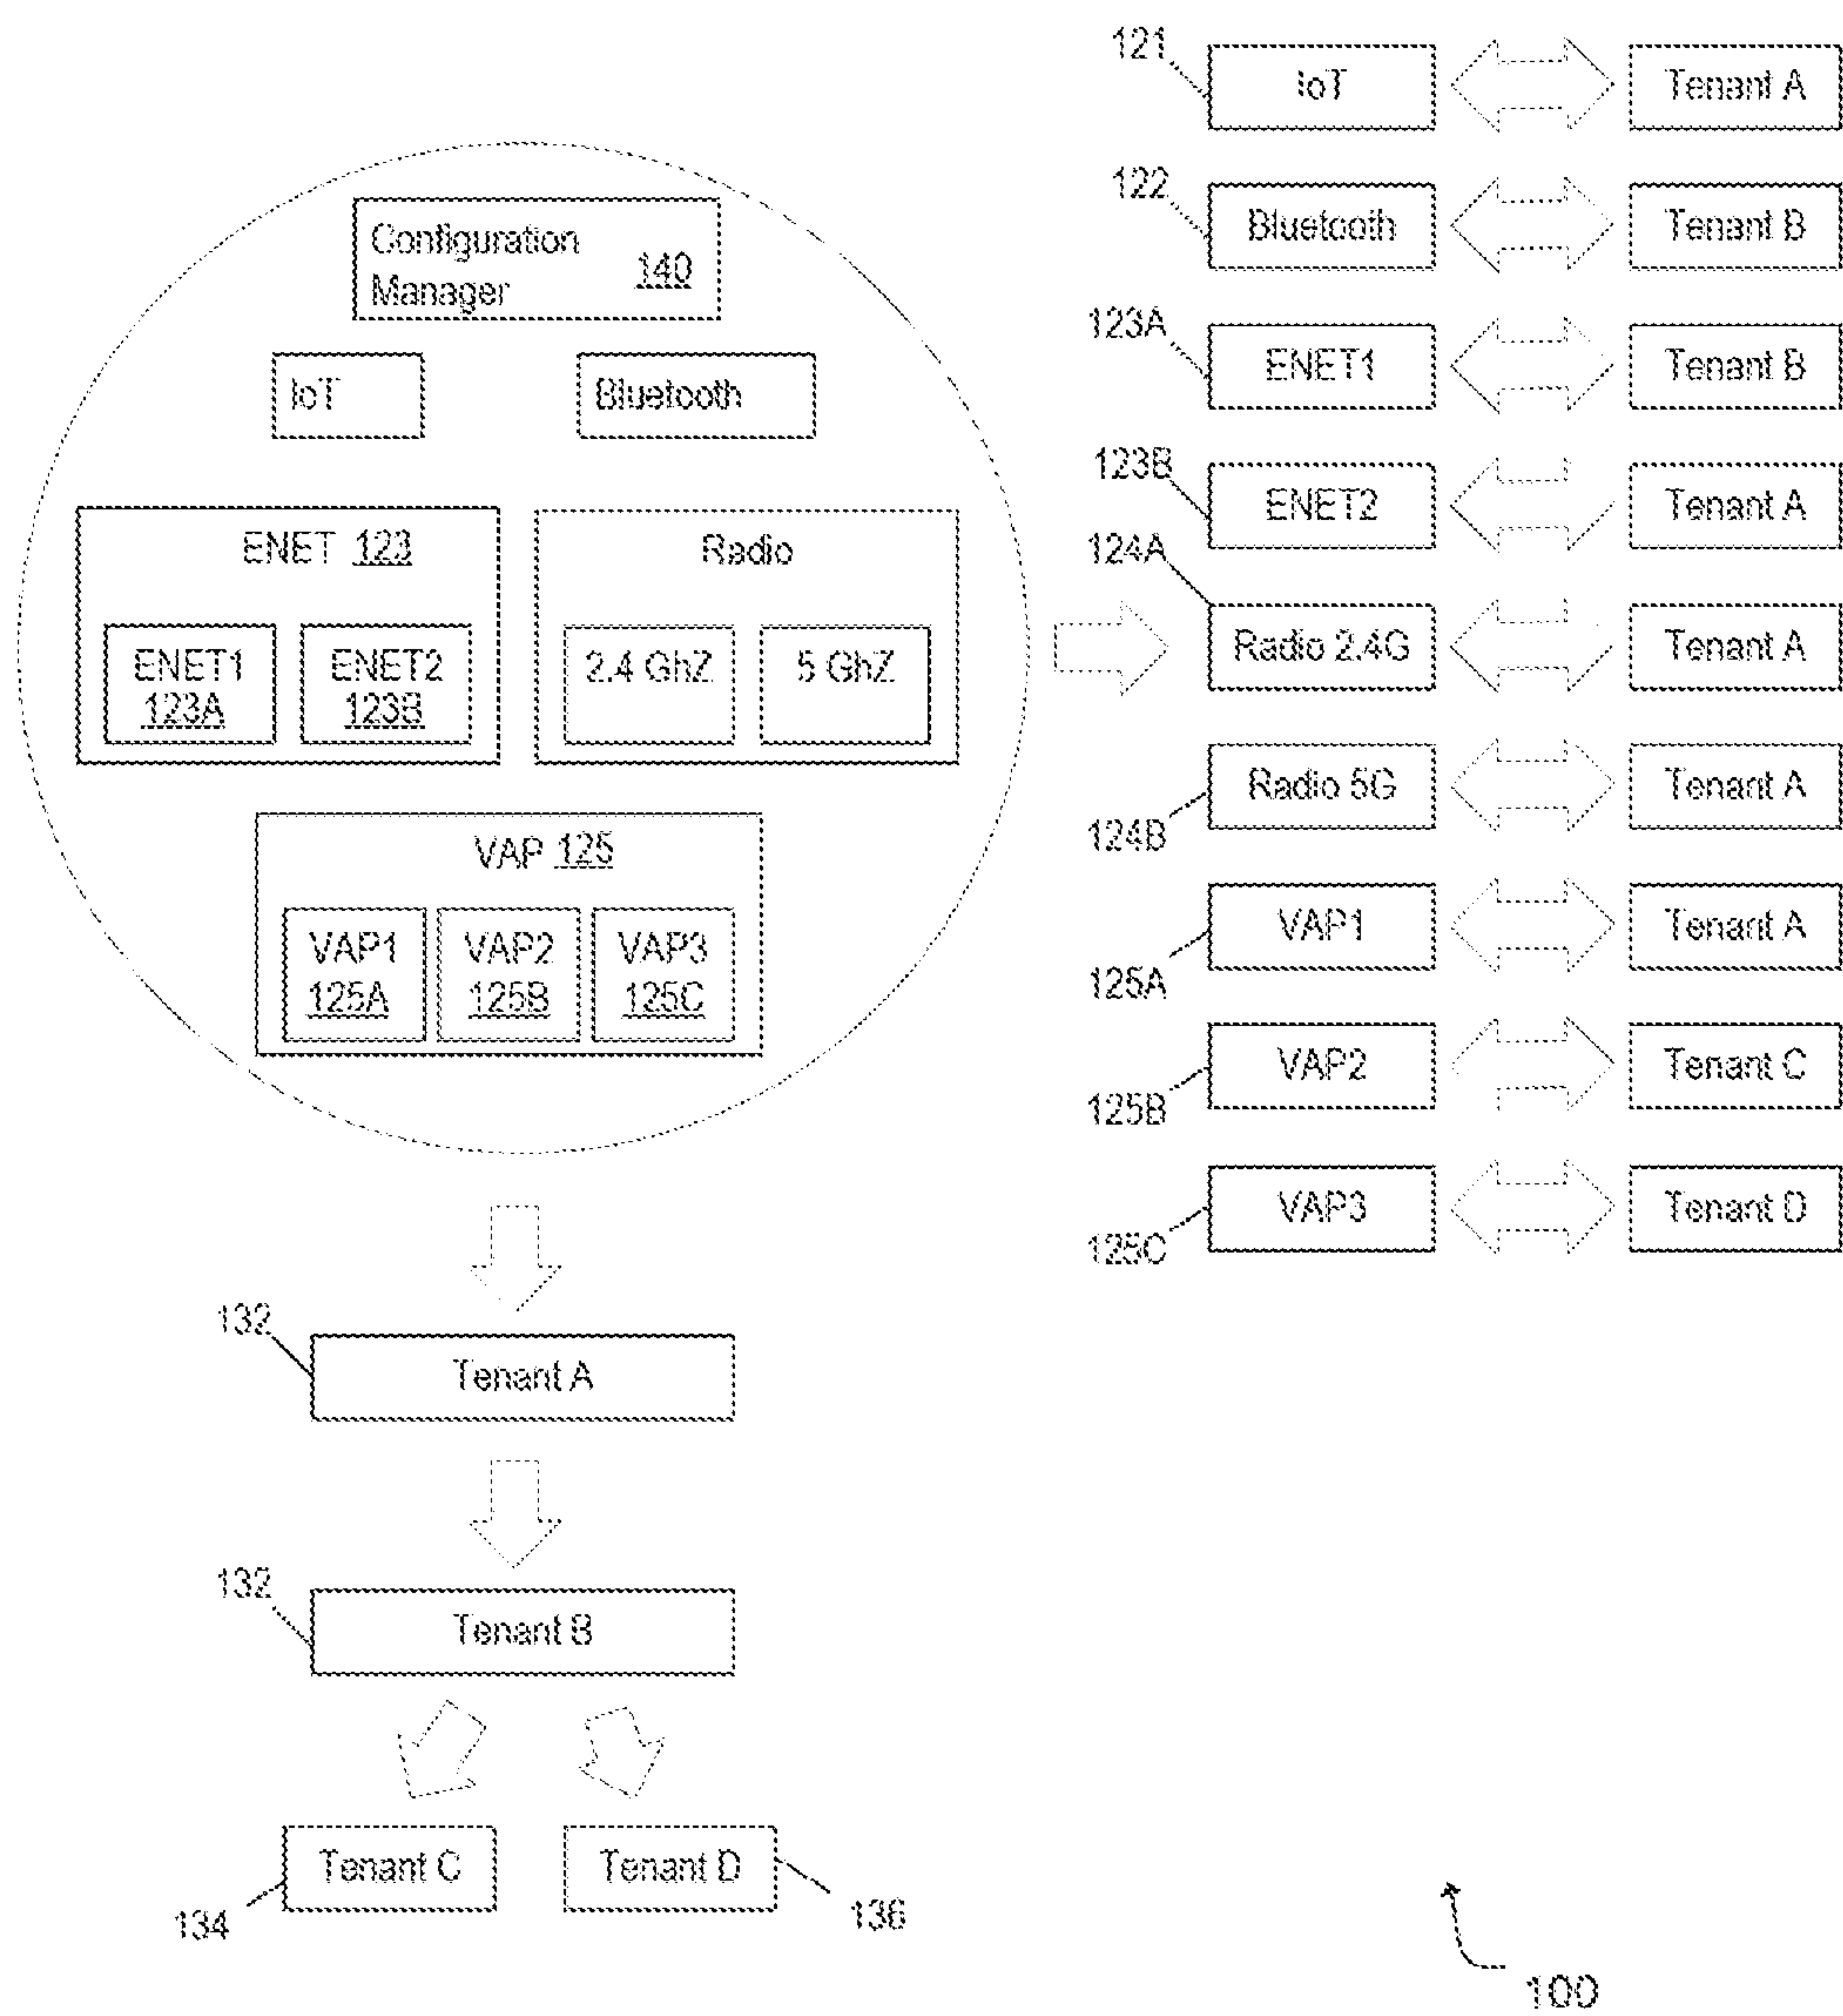 Configuration
Manager 140
IoT
Bluetooth
ENET 123
ENET1
123A
ENET2
123B
Radio
2.4 GhZ
5 GhZ
VAP 125
VAP1
125A
VAP2
125B
VAP3
125C
121
IoT
Tenant A
122
Bluetooth
Tenant B
123A
ENET1
Tenant B
123B
ENET2
Tenant A
124A
Radio 2.4G
Tenant A
124B
Radio 5G
Tenant A
125A
VAP1
Tenant A
125B
VAP2
Tenant C
125C
VAP3
Tenant D
132
Tenant A
132
Tenant B
134
Tenant C
Tenant D
136
100